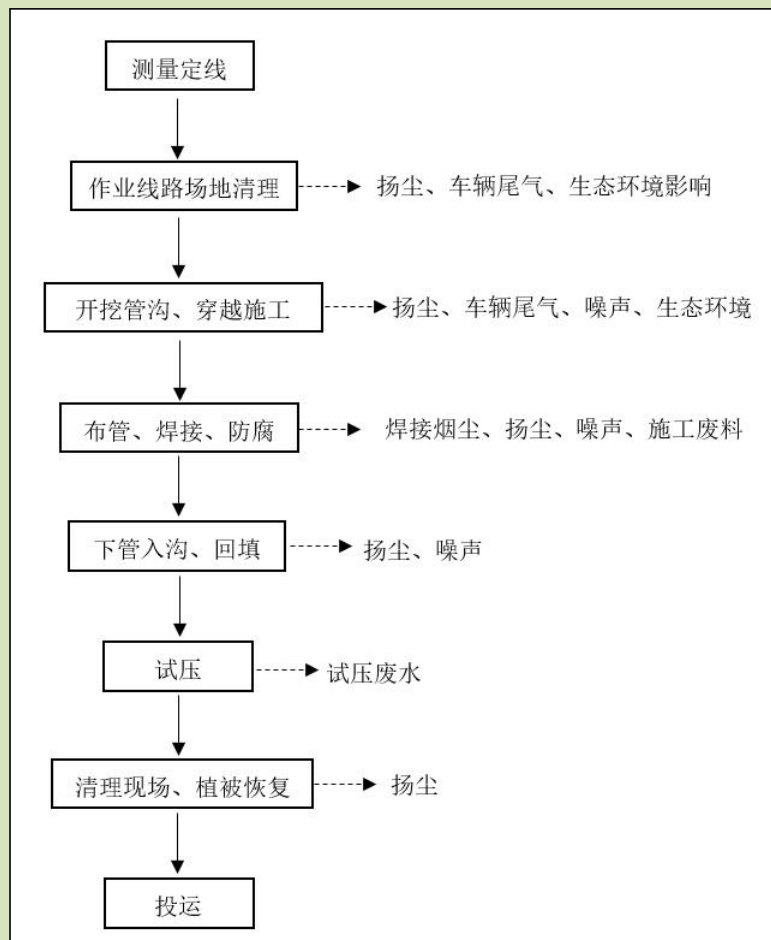 测量定线
作业线路场地清理
扬尘、车辆尾气、生态环境影响
开挖管沟、穿越施工
扬尘、车辆尾气、噪声、生态环境
布管、焊接、防腐
焊接烟尘、扬尘、噪声、施工废料
下管入沟、回填
扬尘、噪声
试压
试压废水
清理现场、植被恢复
扬尘
投运